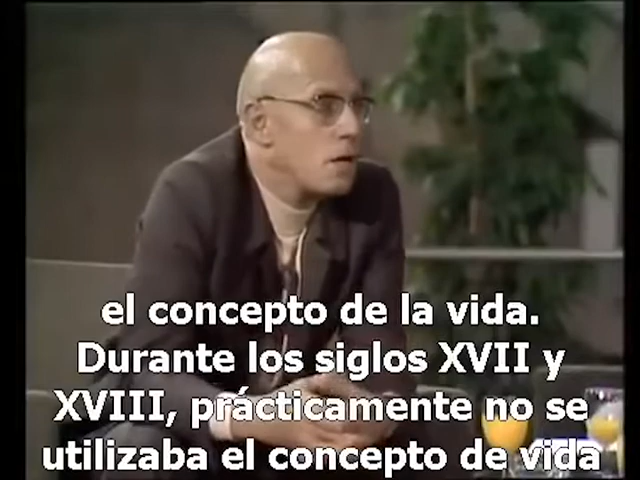 el concepto de la vida.
Durante los siglos XVII y
XVIII, prácticamente no se
utilizaba el concepto de vida